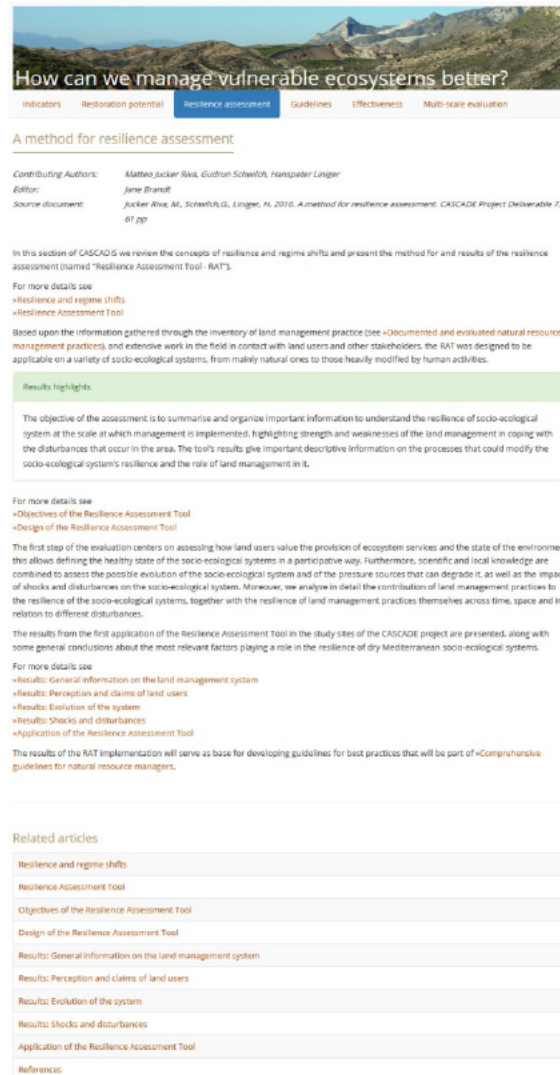 How can we manage vulnerable ecosystems better?
Indicators Restoration potential Resilience assessment Guidelines Effectiveness Multi-scale evaluation
A method for resilience assessment
Contributing Authors: Matteo Jucker Riva, Gudrun Schwilch, Hanspeter Liniger
Editor: Jane Brandt
Source document: Jucker Riva, M., Schwilch,G., Liniger, H. 2016. A method for resilience assessment. CASCADE Project Deliverable 7.
61 pp
In this section of CASCADiS we review the concepts of resilience and regime shifts and present the method for and results of the resilience
assessment (named "Resilience Assessment Tool - RAT").
For more details see
»Resilience and regime shifts
»Resilience Assessment Tool
Based upon the information gathered through the inventory of land management practice (see »Documented and evaluated natural resource
management practices), and extensive work in the field in contact with land users and other stakeholders, the RAT was designed to be
applicable on a variety of socio-ecological systems, from mainly natural ones to those heavily modified by human activities.
Results highlights
The objective of the assessment is to summarise and organize important information to understand the resilience of socio-ecological
system at the scale at which management is implemented, highlighting strength and weaknesses of the land management in coping with
the disturbances that occur in the area. The tool's results give important descriptive information on the processes that could modify the
socio-ecological system's resilience and the role of land management in it.
For more details see
»Objectives of the Resilience Assessment Tool
»Design of the Resilience Assessment Tool
The first step of the evaluation centers on assessing how land users value the provision of ecosystem services and the state of the environme
this allows defining the healthy state of the socio-ecological systems in a participative way. Furthermore, scientific and local knowledge are
combined to assess the possible evolution of the socio-ecological system and of the pressure sources that can degrade it, as well as the impac
of shocks and disturbances on the socio-ecological system. Moreover, we analyze in detail the contribution of land management practices to
the resilience of the socio-ecological systems, together with the resilience of land management practices themselves across time, space and in
relation to different disturbances.
The results from the first application of the Resilience Assessment Tool in the study sites of the CASCADE project are presented, along with
some general conclusions about the most relevant factors playing a role in the resilience of dry Mediterranean socio-ecological systems.
For more details see
»Results: General information on the land management system
»Results: Perception and claims of land users
»Results: Evolution of the system
»Results: Shocks and disturbances
»Application of the Resilience Assessment Tool
The results of the RAT implementation will serve as base for developing guidelines for best practices that will be part of »Comprehensive
guidelines for natural resource managers.
Related articles
Resilience and regime shifts
Resilience Assessment Tool
Objectives of the Resilience Assessment Tool
Design of the Resilience Assessment Tool
Results: General information on the land management system
Results: Perception and claims of land users
Results: Evolution of the system
Results: Shocks and disturbances
Application of the Resilience Assessment Tool
References